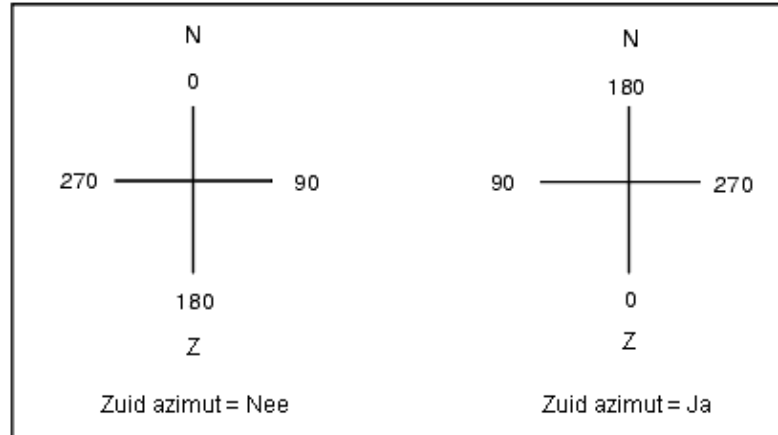 N
0
270 90
180
Z
Zuid azimut = Nee
N
180
90 270
0
Z
Zuid azimut = Ja